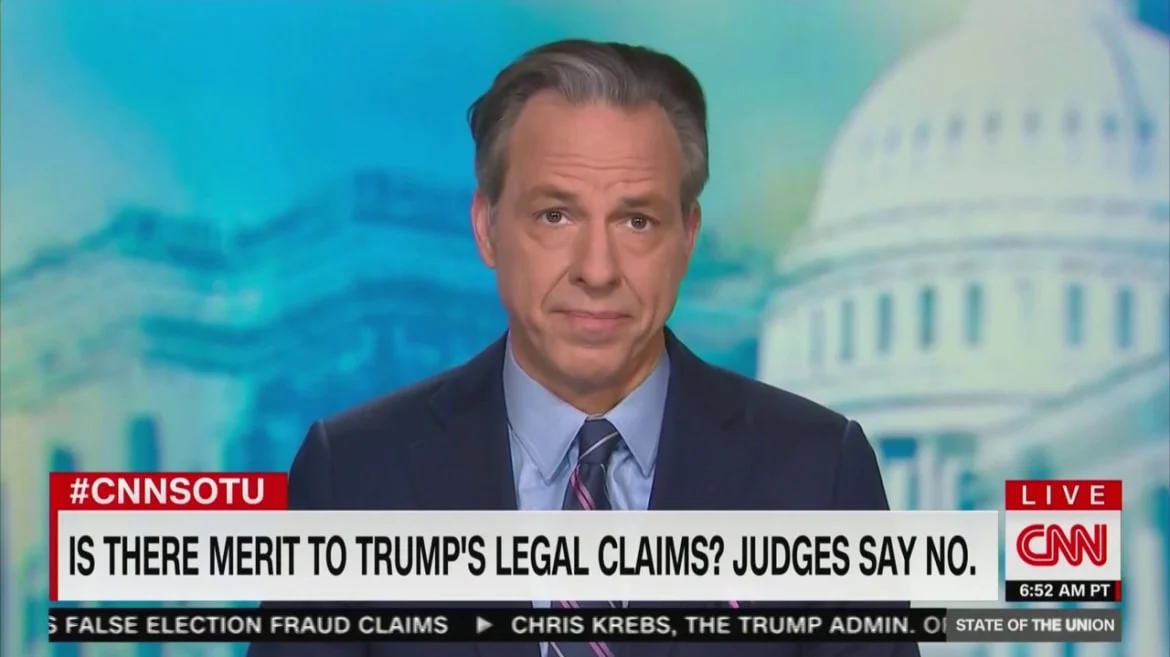 #CNNSOTU
IS THERE MERIT TO TRUMP'S LEGAL CLAIMS? JUDGES SAY NO.
LIVE
CNN
6:52 AM PT
FALSE ELECTION FRAUD CLAIMS ▶ CHRIS KREBS, THE TRUMP ADMIN.
STATE OF THE UNION